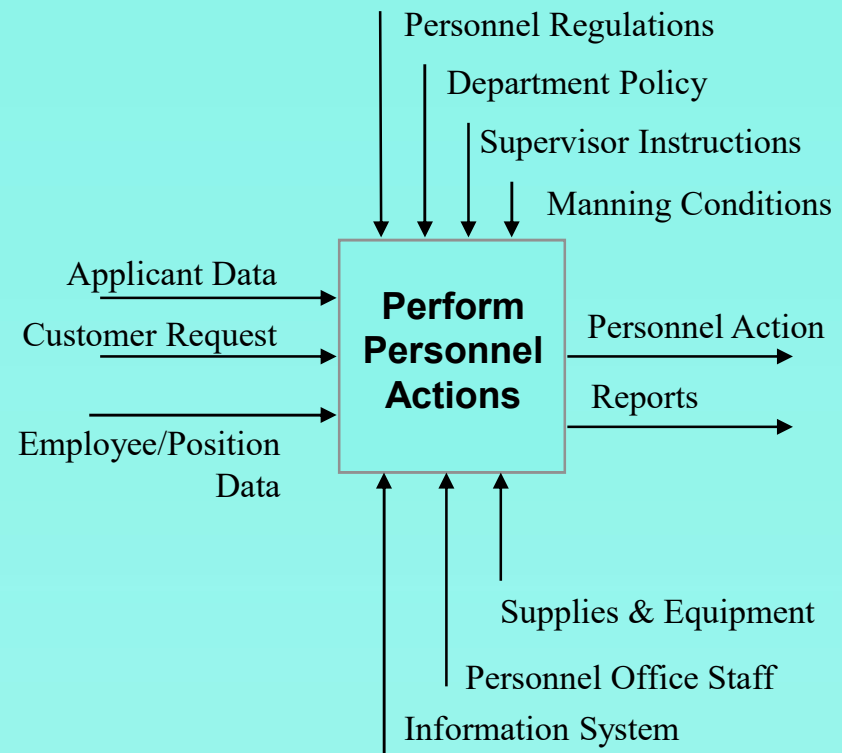 Personnel Regulations
Department Policy
Supervisor Instructions
Manning Conditions
Applicant Data
Customer Request
Employee/Position
Data
Perform
Personnel
Actions
Personnel Action
Reports
Supplies & Equipment
Personnel Office Staff
Information System